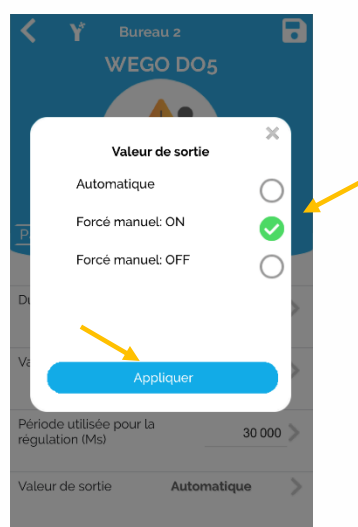 Bureau 2
WEGO DO5
Valeur de sortie
Automatique
Forcé manuel: ON
Forcé manuel: OFF
Appliquer
Période utilisée pour la
régulation (Ms)
30 000
Valeur de sortie
Automatique